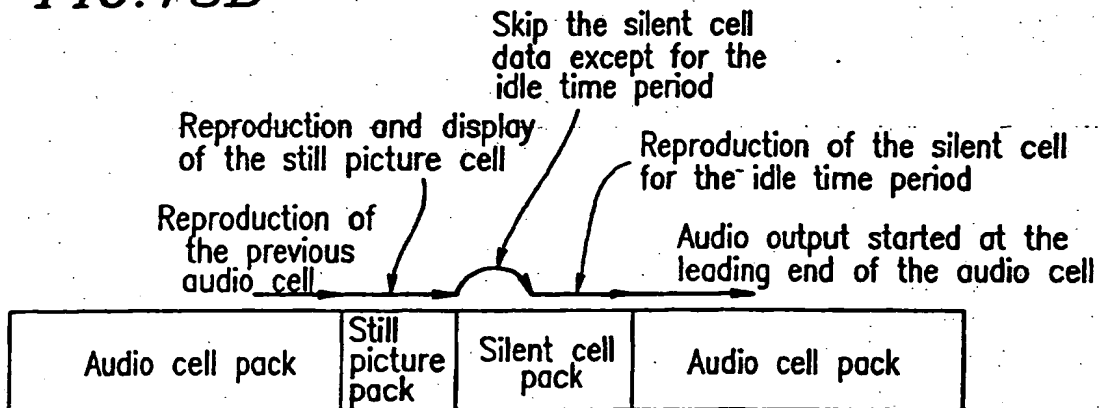 Skip the silent cell
data except for the
idle time period
Reproduction and display
of the still picture cell
Reproduction of the silent cell
for the idle time period
Reproduction of
the previous
audio cell
Audio output started at the
leading end of the audio cell
Audio cell pack
Still
picture
pack
Silent cell
pack
Audio cell pack